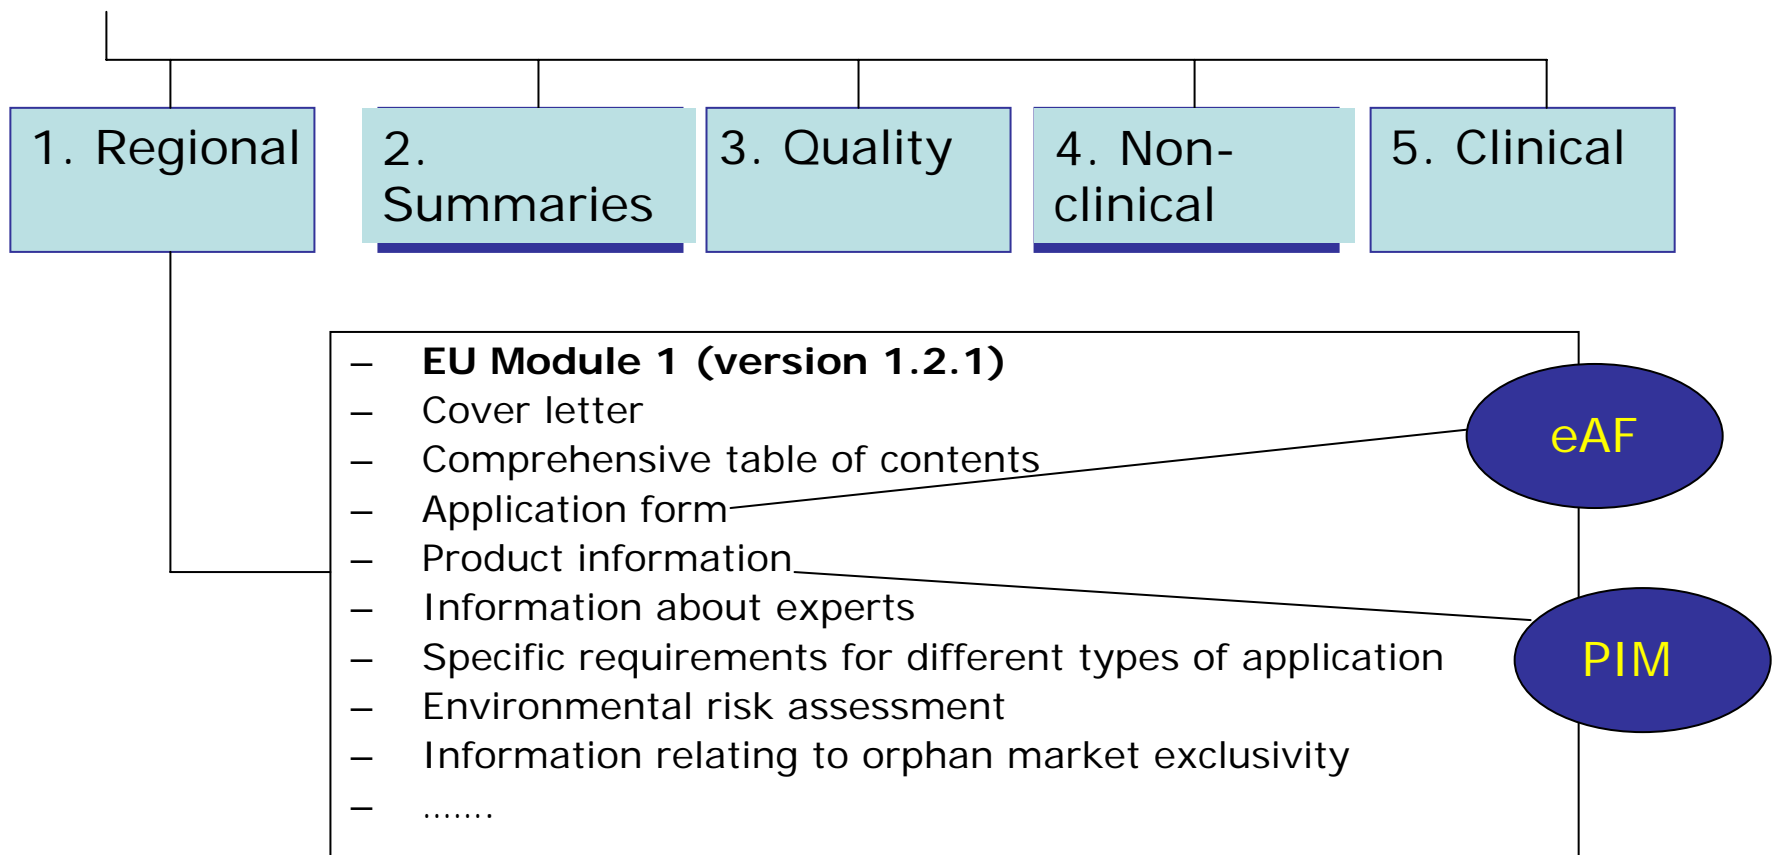 1. Regional
2.
Summaries
3. Quality
4. Non-
clinical
5. Clinical
– EU Module 1 (version 1.2.1)
– Cover letter
– Comprehensive table of contents
– Application form
– Product information
– Information about experts
– Specific requirements for different types of application
– Environmental risk assessment
– Information relating to orphan market exclusivity
– …….
eAF
PIM